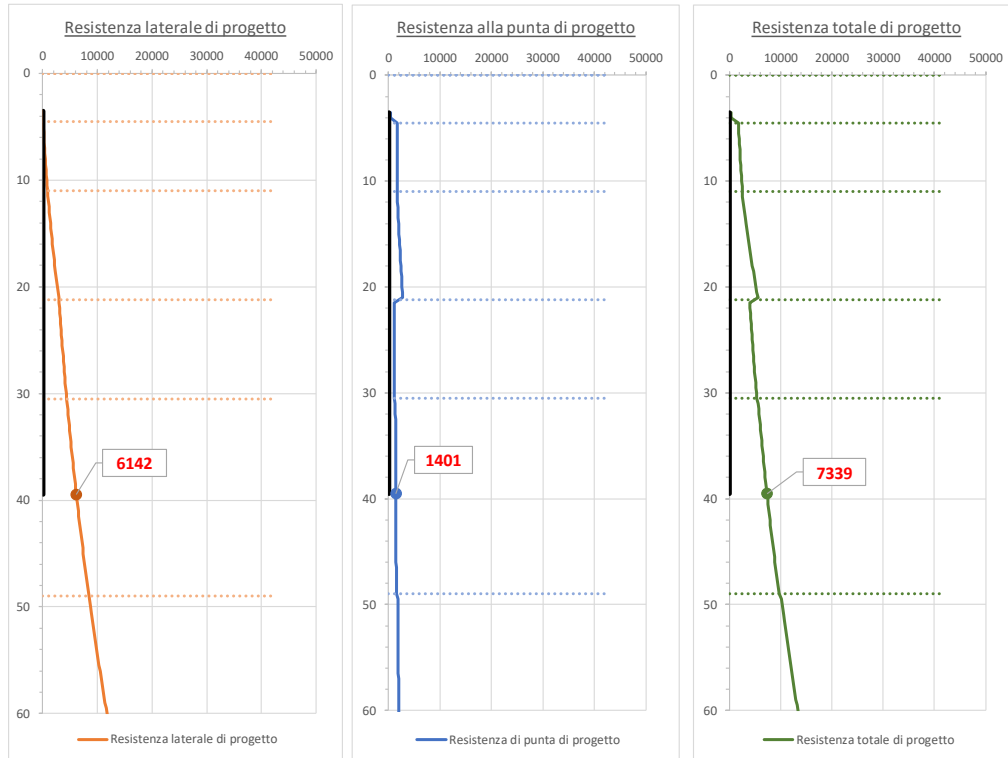 Resistenza laterale di progetto
0 10000 20000 30000 40000 50000
0
10
20
30
40
50
60
6142
Resistenza laterale di progetto
Resistenza alla punta di progetto
0 10000 20000 30000 40000 50000
0
10
20
30
40
50
60
1401
Resistenza di punta di progetto
Resistenza totale di progetto
0 10000 20000 30000 40000 50000
0
10
20
30
40
50
60
7339
Resistenza totale di progetto